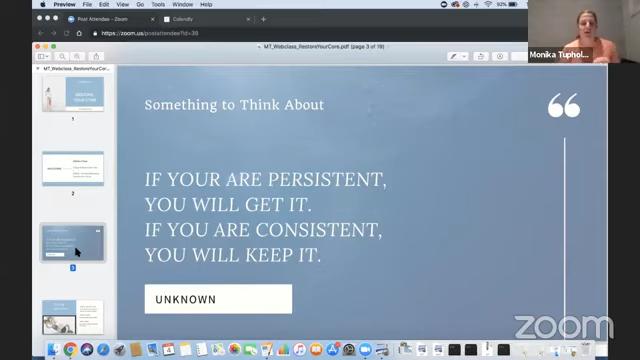 Preview File Edit View Go Tools Window Help
92%
Post Attendee - Zoom
Calendly
https://zoom.us/postattendee?id=39
MT_Webclass_RestoreYourCore.pdf (page 3 of 19)
MT_Webclass_RestoreYourCor...
1
2
3
Something to Think About
IF YOUR ARE PERSISTENT,
YOU WILL GET IT.
IF YOU ARE CONSISTENT,
YOU WILL KEEP IT.
UNKNOWN
Monika Tuphol...
zoom